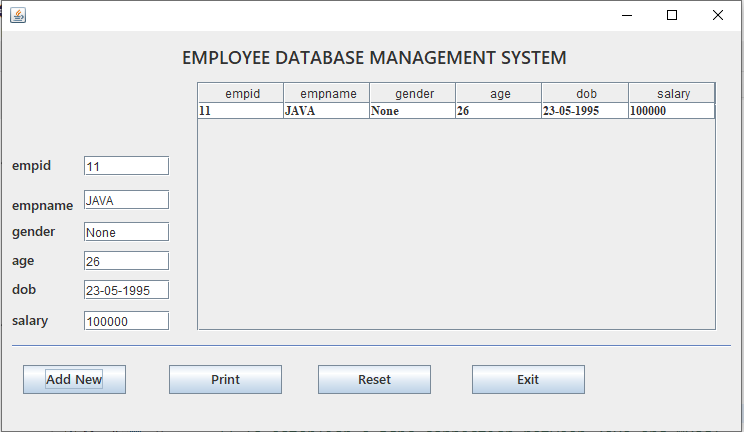 EMPLOYEE DATABASE MANAGEMENT SYSTEM
empid empname gender age dob salary
11 JAVA None 26 23-05-1995 100000
empid 11
empname JAVA
gender None
age 26
dob 23-05-1995
salary 100000
Add New Print Reset Exit